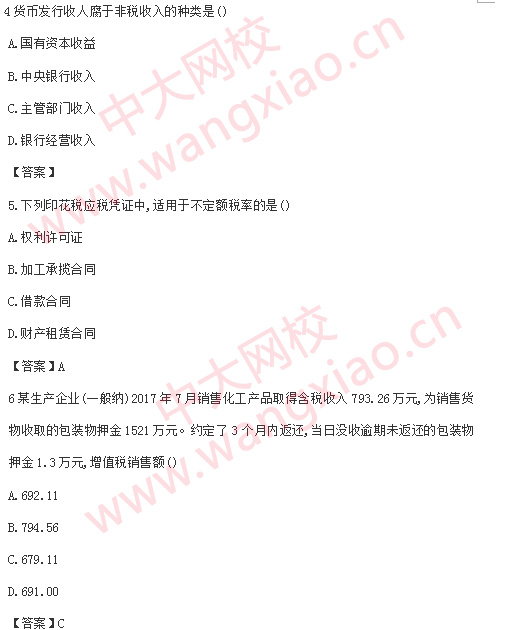 4货币发行收人腐于非税收入的种类是()
A.国有资本收益
B.中央银行收入
C.主管部门收入
D.银行经营收入
【答案】
5.下列印花税应税凭证中,适用于不定额税率的是()
A.权利许可证
B.加工承揽合同
C.借款合同
D.财产租赁合同
【答案】A
6某生产企业(一般纳)2017年7月销售化工产品取得含税收入793.26万元,为销售货
物收取的包装物押金1521万元。约定了3个月内返还,当日没收逾期未返还的包装物
押金1.3万元,增值税销售额()
A.692.11
B.794.56
C.679.11
D.691.00
【答案】C
中大网校
www.wangxiao.cn
中大网校
www.wangxiao.cn